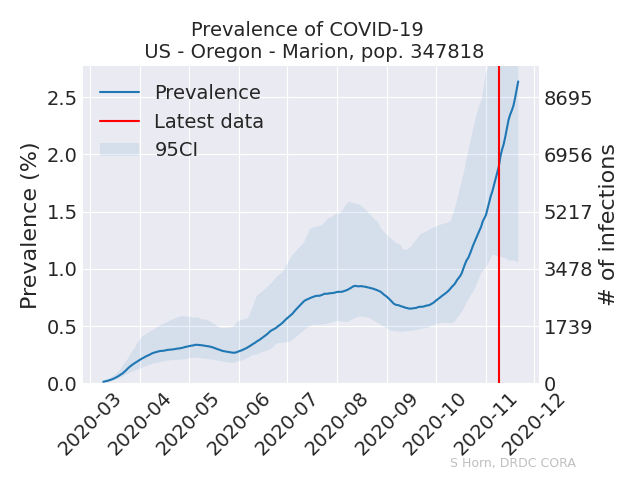 Prevalence of COVID-19
US - Oregon - Marion, pop. 347818
Prevalence
Latest data
95CI
Prevalence (%)
2.5
2.0
1.5
1.0
0.5
0.0
8695
6956
5217
3478
1739
0
# of infections
2020-03
2020-04
2020-05
2020-06
2020-07
2020-08
2020-09
2020-10
2020-11
2020-12
S Horn, DRDC CORA